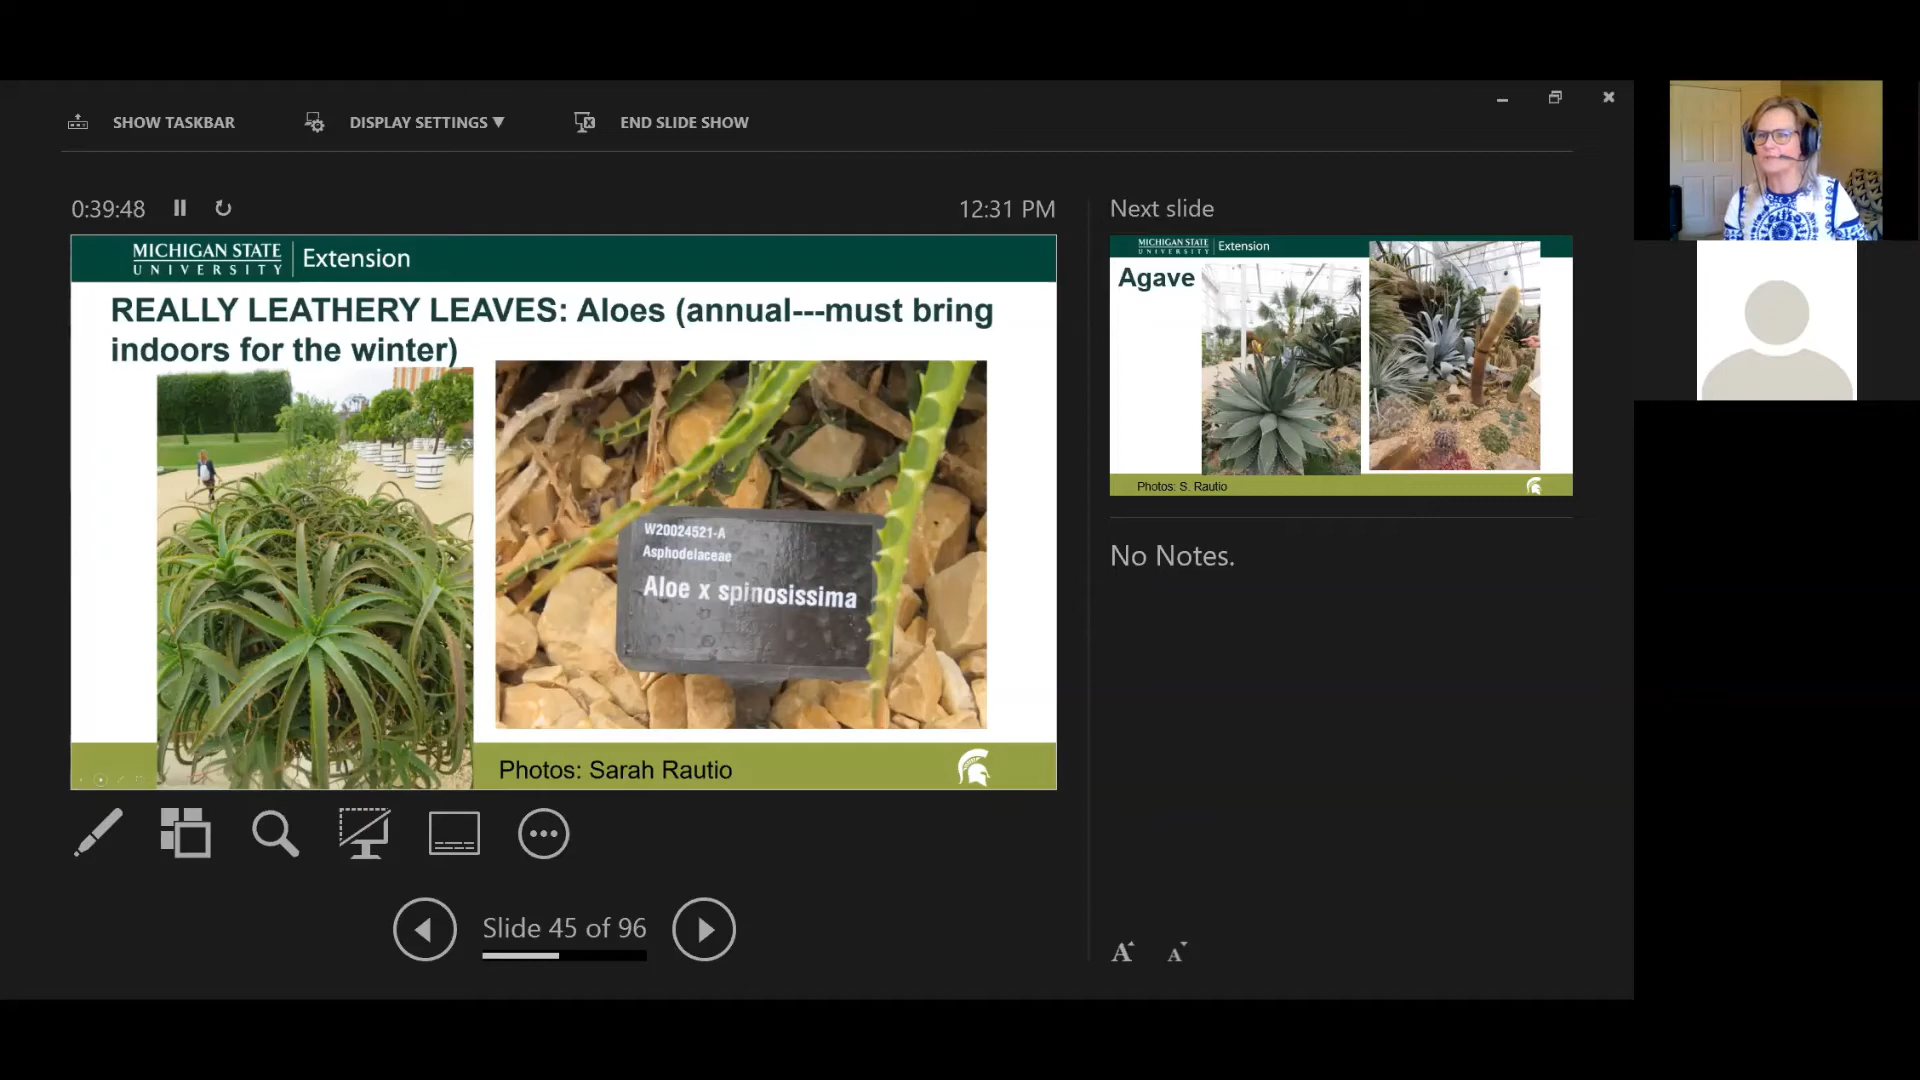 SHOW TASKBAR
DISPLAY SETTINGS ▼
END SLIDE SHOW
0:39:48
12:31 PM
MICHIGAN STATE
UNIVERSITY
Extension
REALLY LEATHERY LEAVES: Aloes (annual---must bring
indoors for the winter)
W20024521-A
Asphodelaceae
Aloe x spinosissima
Photos: Sarah Rautio
Slide 45 of 96
Next slide
MICHIGAN STATE
UNIVERSITY
Extension
Agave
Photos: S. Rautio
No Notes.
A
A